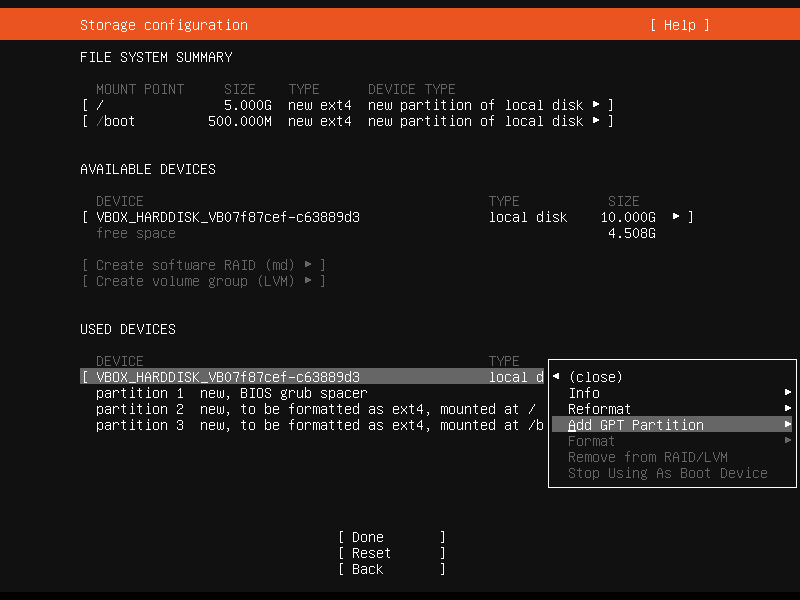 Storage configuration [ Help ]
FILE SYSTEM SUMMARY
MOUNT POINT SIZE TYPE DEVICE TYPE
[ / 5.000G new ext4 new partition of local disk ▸ ]
[ /boot 500.000M new ext4 new partition of local disk ▸ ]
AVAILABLE DEVICES
DEVICE TYPE SIZE
[ VBOX_HARDDISK_VB07f87cef-c63889d3 local disk 10.000G ▸ ]
free space 4.508G
[ Create software RAID (md) ▸ ]
[ Create volume group (LVM) ▸ ]
USED DEVICES
DEVICE TYPE
[ VBOX_HARDDISK_VB07f87cef-c63889d3 local d
partition 1 new, BIOS grub spacer
partition 2 new, to be formatted as ext4, mounted at /
partition 3 new, to be formatted as ext4, mounted at /b
◂ (close)
Info ▸
Reformat ▸
Add GPT Partition ▸
Format ▸
Remove from RAID/LVM
Stop Using As Boot Device
[ Done ]
[ Reset ]
[ Back ]